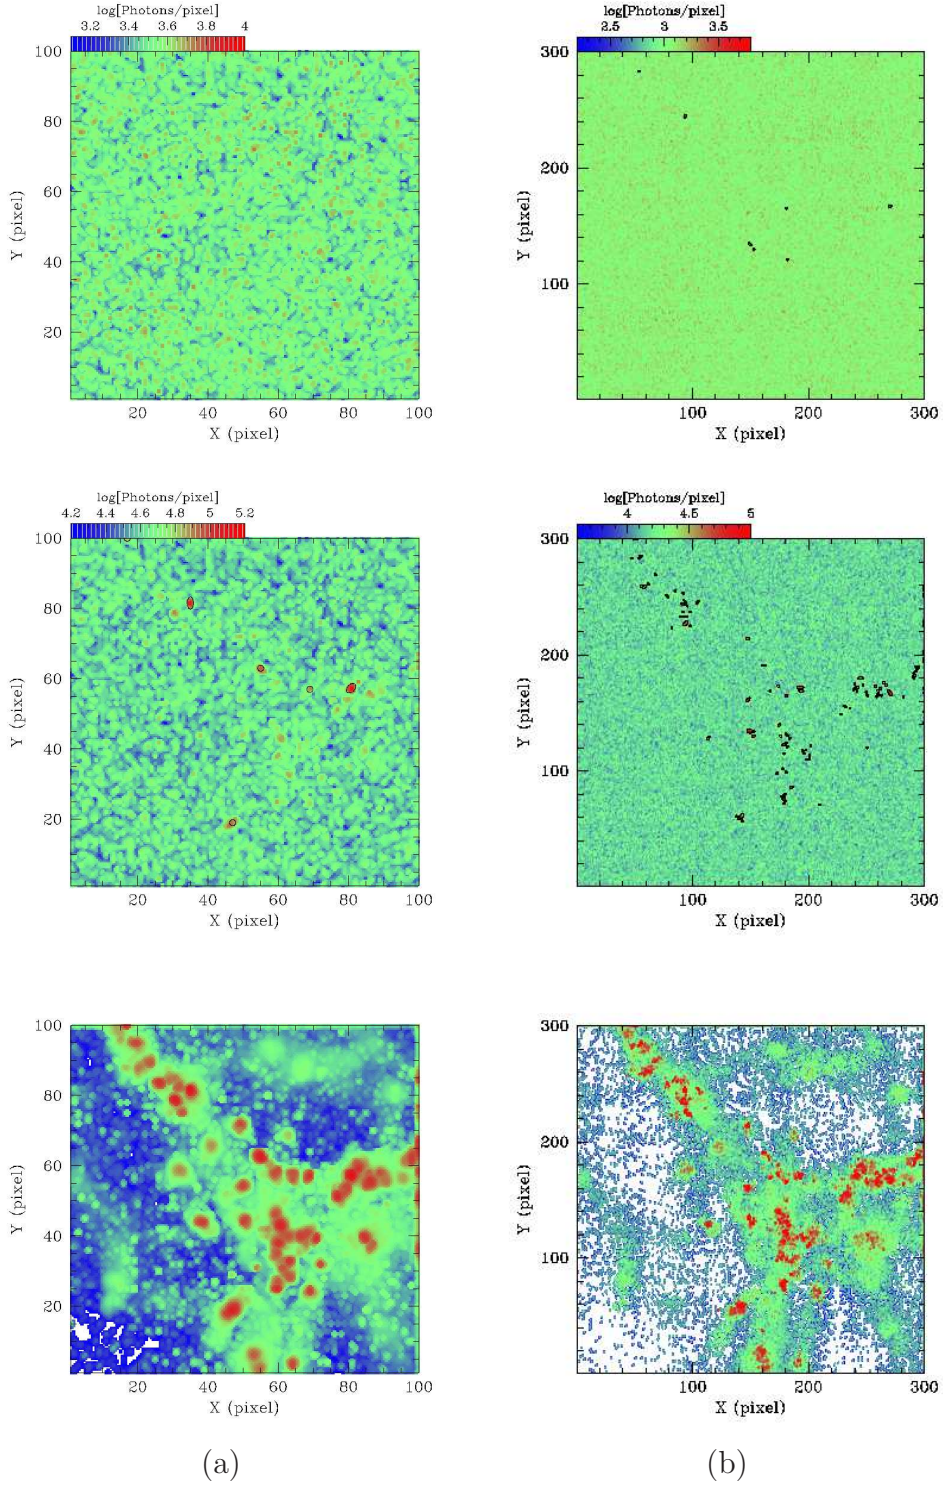 log[Photons/pixel]
3.2 3.4 3.6 3.8 4
100
80
60
40
20
Y (pixel)
20 40 60 80 100
X (pixel)
log[Photons/pixel]
2.5 3 3.5
300
200
100
Y (pixel)
100 200 300
X (pixel)
log[Photons/pixel]
4.2 4.4 4.6 4.8 5 5.2
100
80
60
40
20
Y (pixel)
20 40 60 80 100
X (pixel)
log[Photons/pixel]
4 4.5 5
300
200
100
Y (pixel)
100 200 300
X (pixel)
100
80
60
40
20
Y (pixel)
20 40 60 80 100
X (pixel)
300
200
100
Y (pixel)
100 200 300
X (pixel)
(a)
(b)